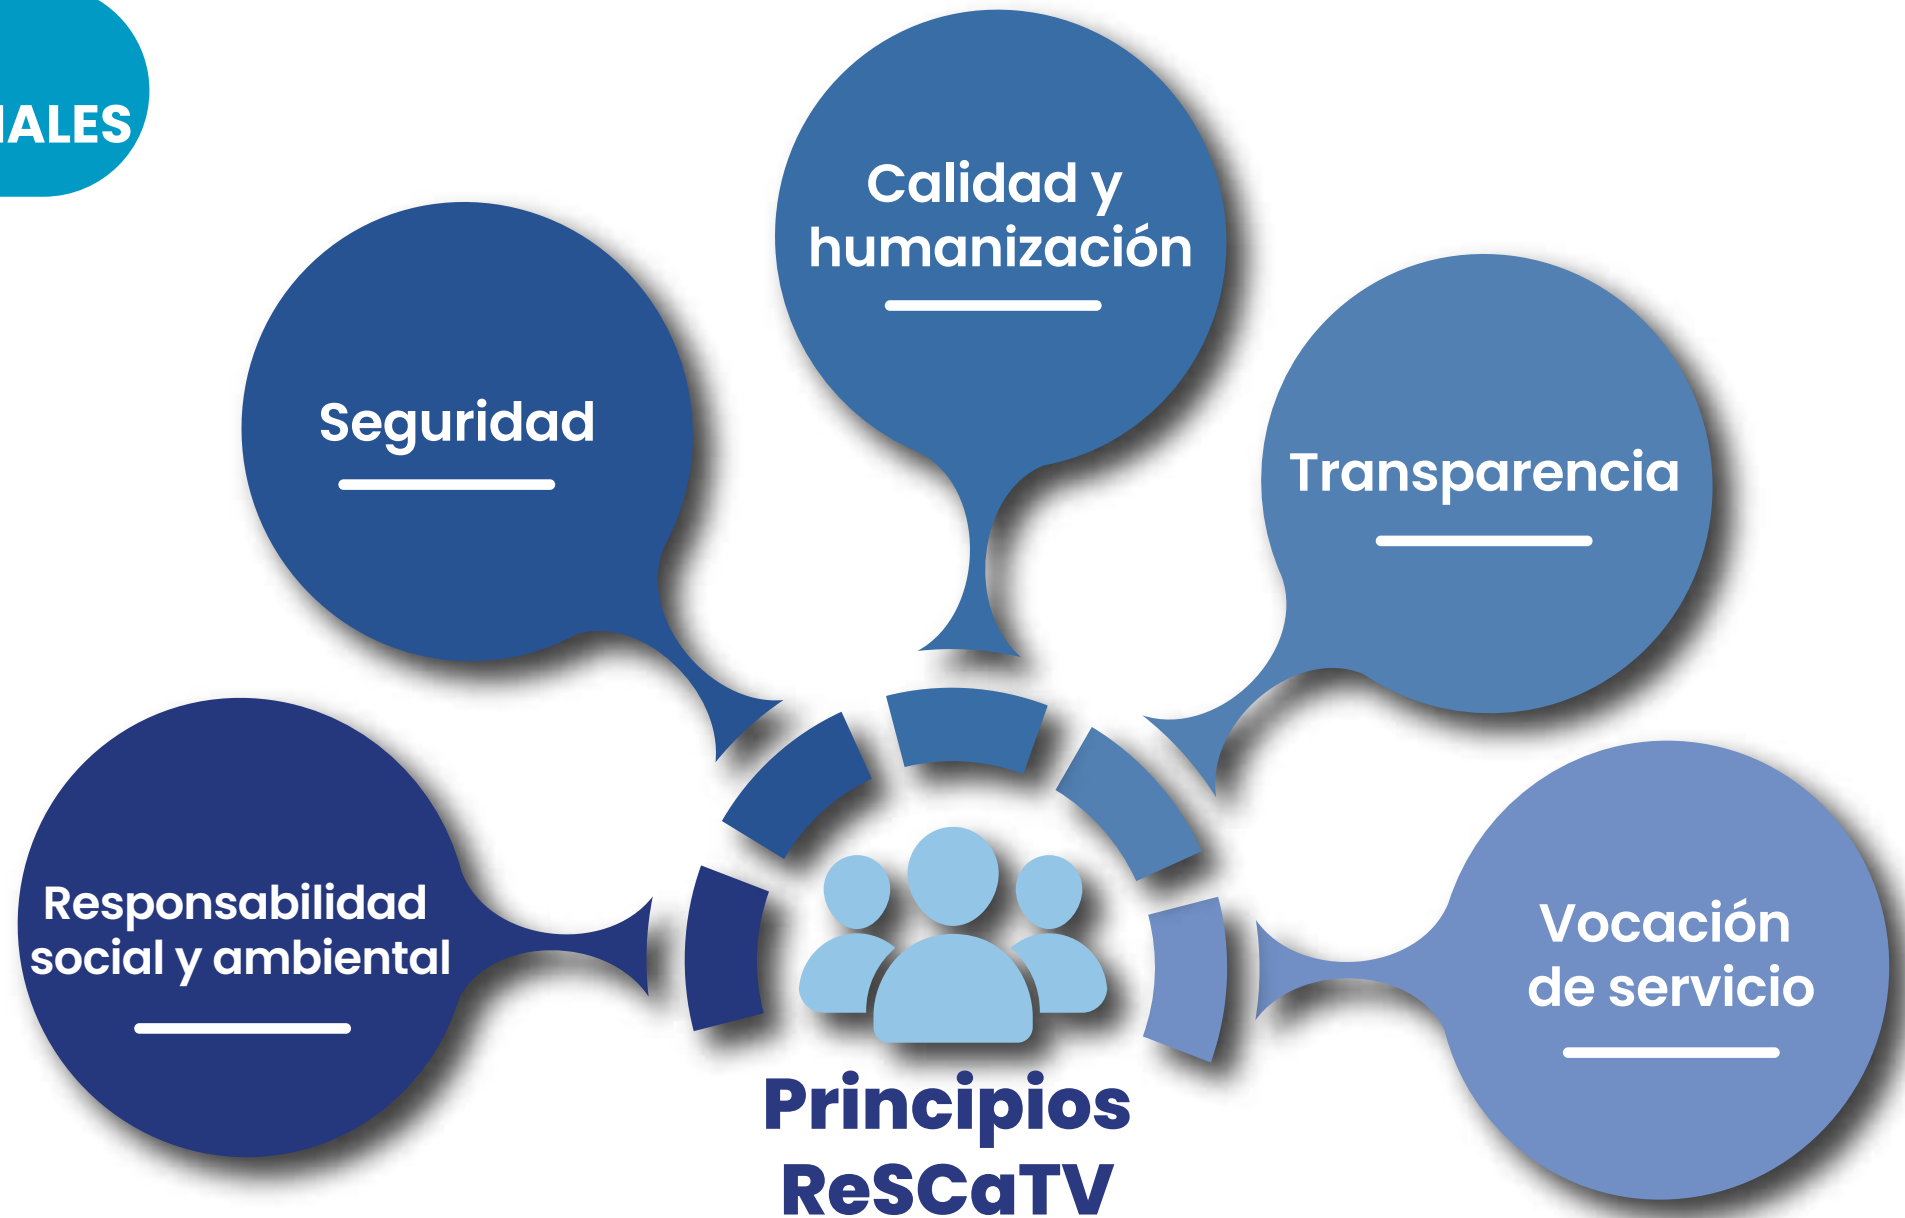 IALES
Calidad y
humanización
Seguridad
Transparencia
Responsabilidad
social y ambiental
Vocación
de servicio
Principios
ReSCaTV